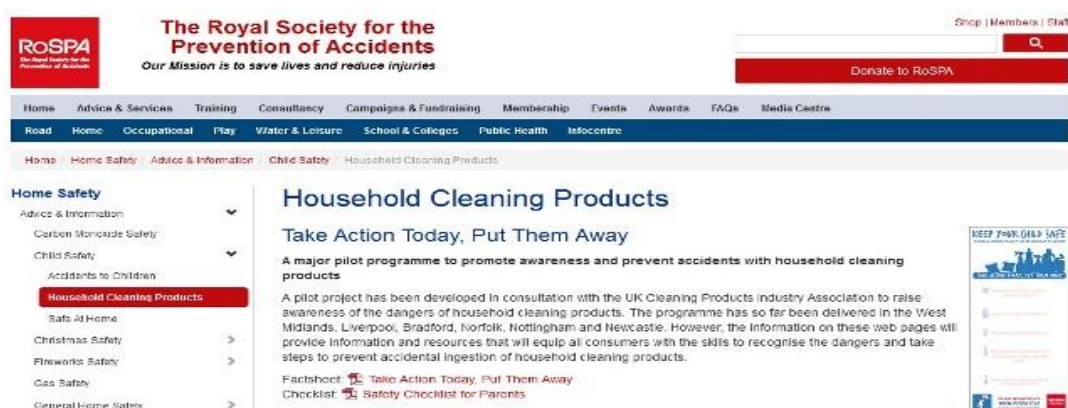 RoSPA
The Royal Society for the
Prevention of Accidents
The Royal Society for the
Prevention of Accidents
Our Mission is to save lives and reduce injuries
Shop | Members | Staff
Donate to RoSPA
Home Advice & Services Training Consultancy Campaigns & Fundraising Membership Events Awards FAQs Media Centre
Road Home Occupational Play Water & Leisure School & Colleges Public Health Infocentre
Home / Home Safety / Advice & Information / Child Safety / Household Cleaning Products
Home Safety
Advice & Information
Carbon Monoxide Safety
Child Safety
Accidents to Children
Household Cleaning Products
Safe At Home
Christmas Safety
Fireworks Safety
Gas Safety
General Home Safety
Household Cleaning Products
Take Action Today, Put Them Away
A major pilot programme to promote awareness and prevent accidents with household cleaning
products
A pilot project has been developed in consultation with the UK Cleaning Products Industry Association to raise
awareness of the dangers of household cleaning products. The programme has so far been delivered in the West
Midlands, Liverpool, Bradford, Norfolk, Nottingham and Newcastle. However, the information on these web pages will
provide information and resources that will equip all consumers with the skills to recognise the dangers and take
steps to prevent accidental ingestion of household cleaning products.
Factsheet: Take Action Today, Put Them Away
Checklist: Safety Checklist for Parents
KEEP YOUR CHILD SAFE